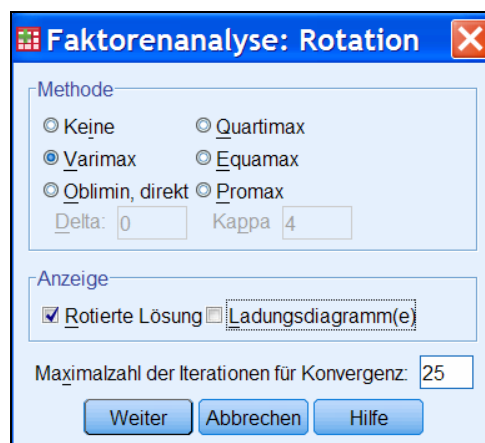 Faktorenanalyse: Rotation
Methode
Keine Quartimax
Varimax Equamax
Oblimin, direkt Promax
Delta: 0 Kappa 4
Anzeige
Rotierte Lösung Ladungsdiagramm(e)
Maximalzahl der Iterationen für Konvergenz: 25
Weiter Abbrechen Hilfe